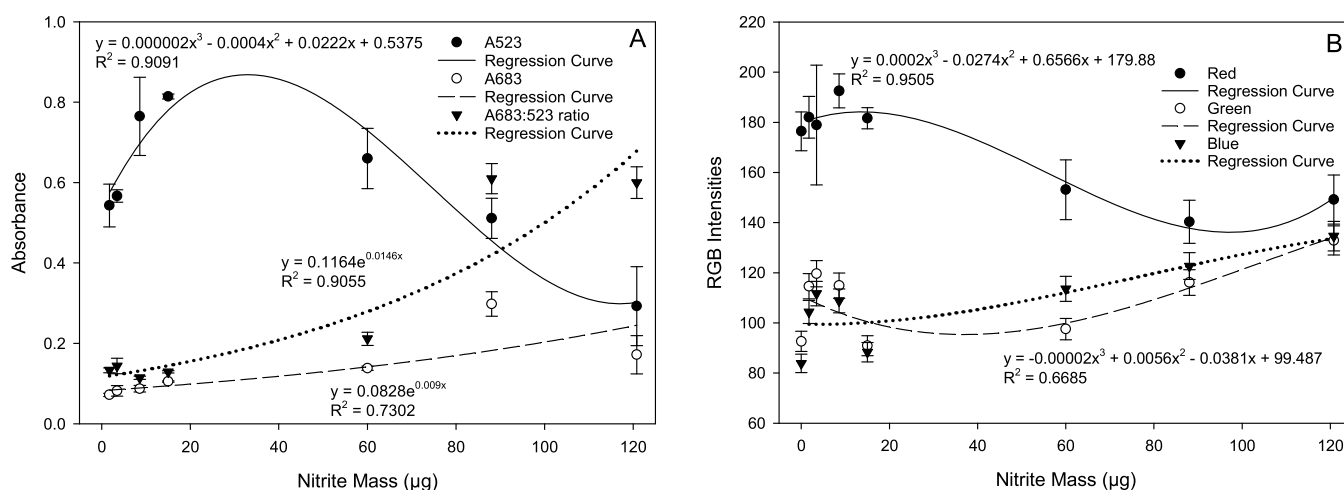 A
y = 0.000002x³ - 0.0004x² + 0.0222x + 0.5375
R² = 0.9091
A523
Regression Curve
A683
Regression Curve
A683:523 ratio
Regression Curve
y = 0.1164e^0.0146x
R² = 0.9055
y = 0.0828e^0.009x
R² = 0.7302
Absorbance
1.0
0.8
0.6
0.4
0.2
0.0
0 20 40 60 80 100 120
Nitrite Mass (µg)
B
y = 0.0002x³ - 0.0274x² + 0.6566x + 179.88
R² = 0.9505
Red
Regression Curve
Green
Regression Curve
Blue
Regression Curve
y = -0.00002x³ + 0.0056x² - 0.0381x + 99.487
R² = 0.6685
RGB Intensities
220
200
180
160
140
120
100
80
60
0 20 40 60 80 100 120
Nitrite Mass (µg)